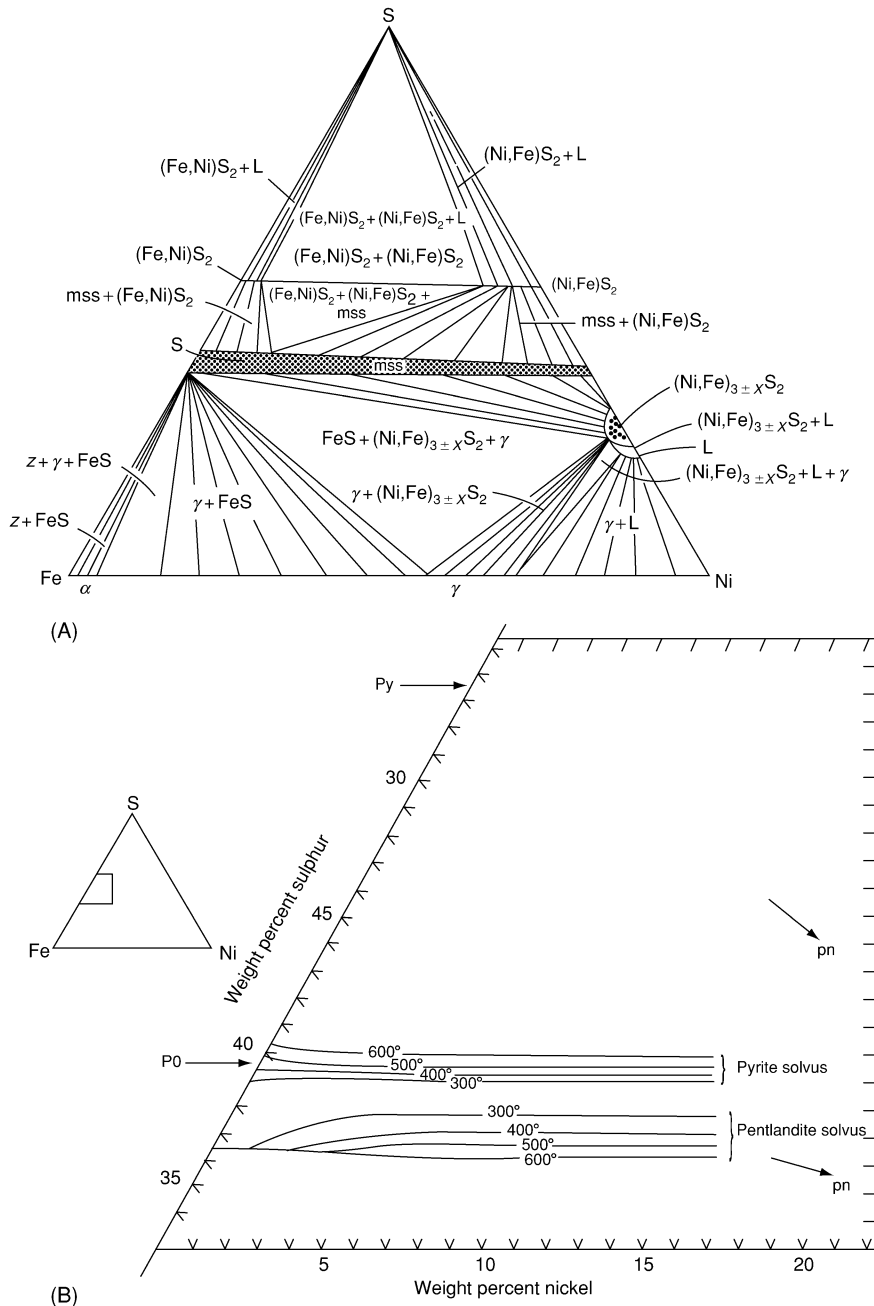 S
(Fe,Ni)S₂ + L
(Ni,Fe)S₂ + L
(Fe,Ni)S₂ + (Ni,Fe)S₂ + L
(Fe,Ni)S₂
(Fe,Ni)S₂ + (Ni,Fe)S₂
(Ni,Fe)S₂
mss + (Fe,Ni)S₂
(Fe,Ni)S₂ + (Ni,Fe)S₂ +
mss
mss + (Ni,Fe)S₂
S
mss
(Ni,Fe)₃ ± ₓS₂
(Ni,Fe)₃ ± ₓS₂ + L
L
FeS + (Ni,Fe)₃ ± ₓS₂ + γ
(Ni,Fe)₃ ± ₓS₂ + L + γ
z + γ + FeS
γ + FeS
γ + (Ni,Fe)₃ ± ₓS₂
γ + L
z + FeS
Fe
α
γ
Ni
(A)
Py
30
S
Fe
Ni
Weight percent sulphur
45
pn
40
P0
600°
500°
400°
300°
Pyrite solvus
300°
400°
500°
600°
Pentlandite solvus
35
pn
5
10
15
20
Weight percent nickel
(B)